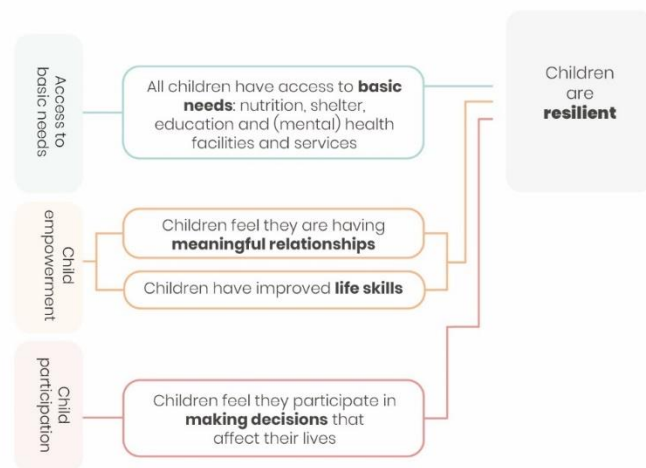 Access to
basic needs
All children have access to basic
needs: nutrition, shelter,
education and (mental) health
facilities and services
Children
are
resilient
Child
empowerment
Children feel they are having
meaningful relationships
Children have improved life skills
Child
participation
Children feel they participate in
making decisions that
affect their lives